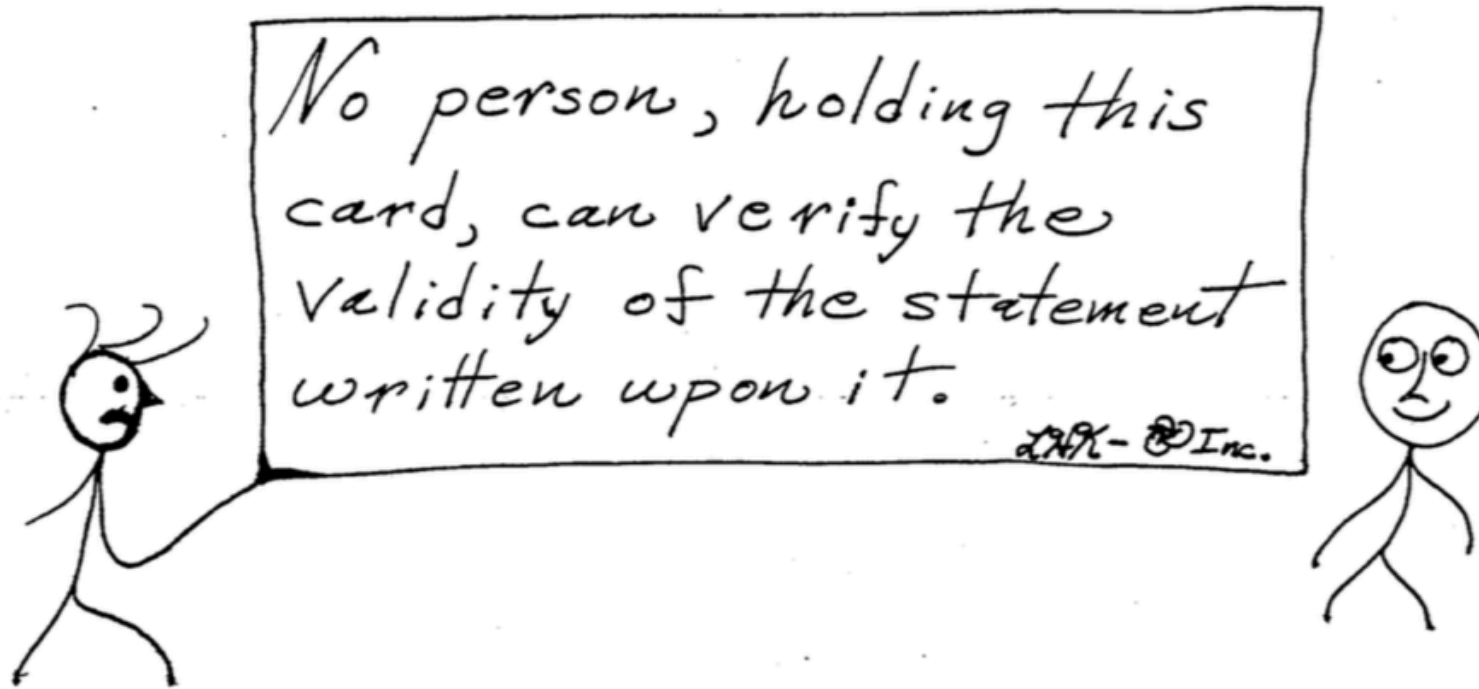 No person, holding this
card, can verify the
validity of the statement
written upon it.
Inc.